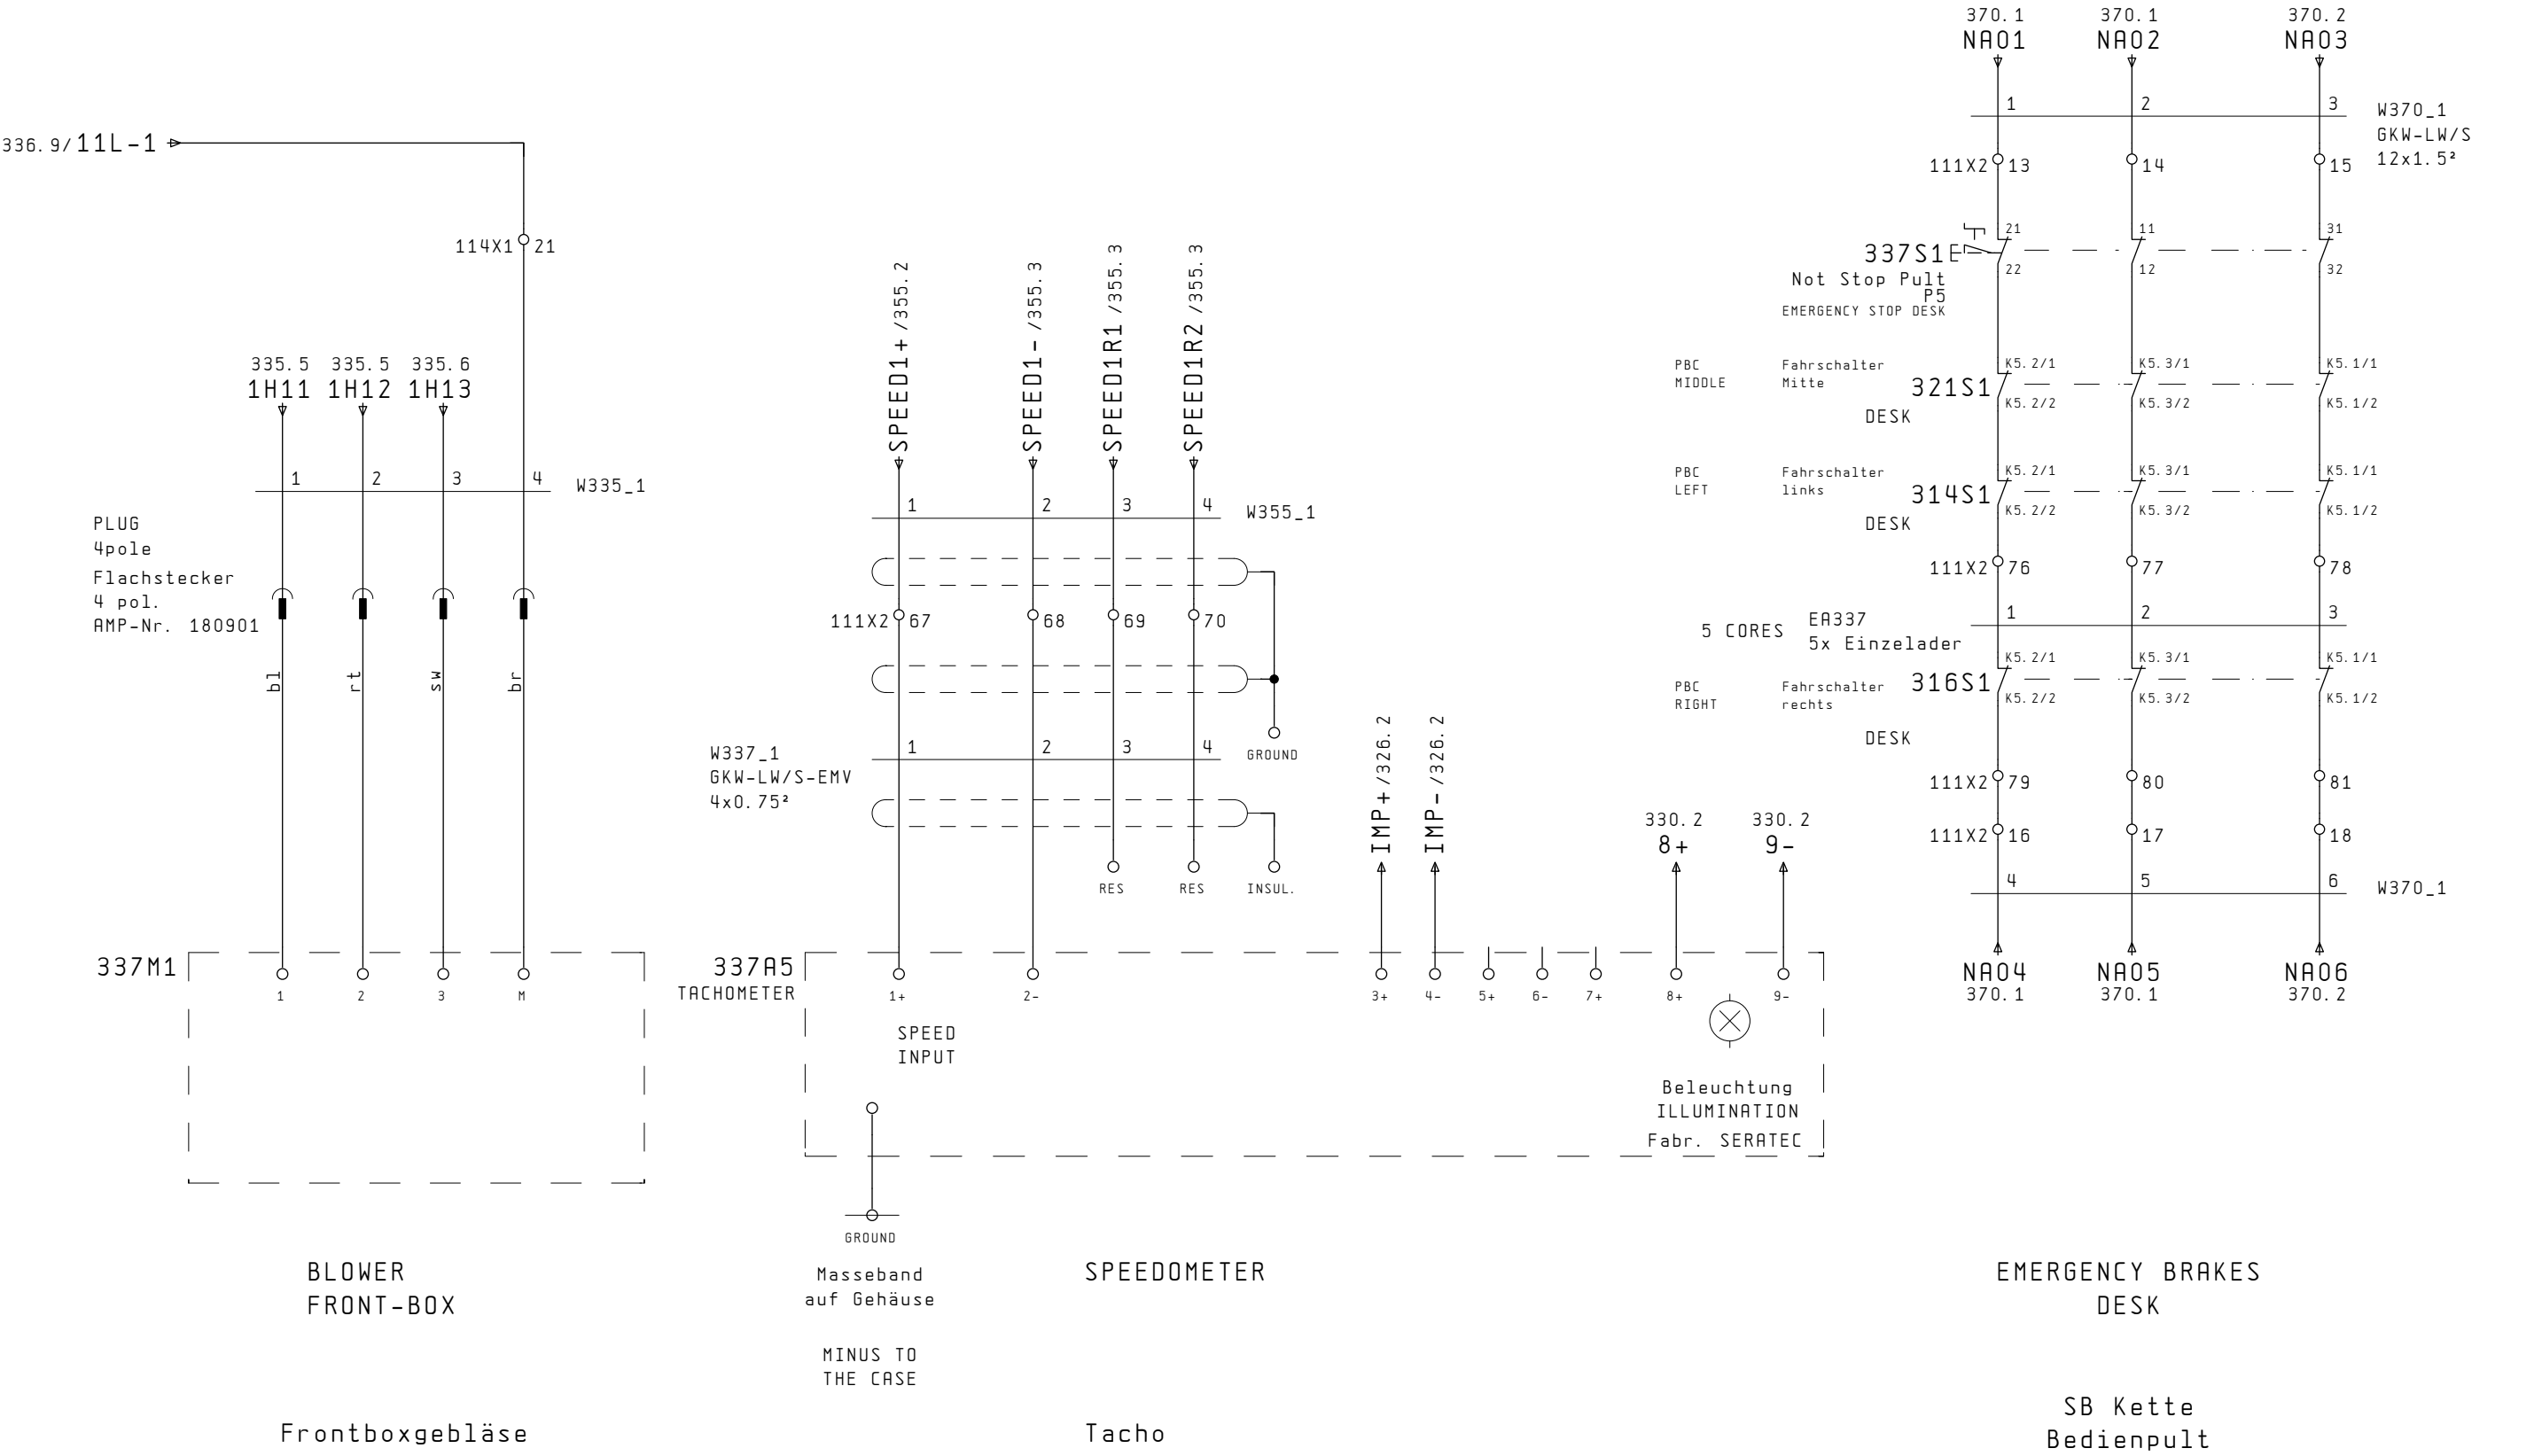 336.9/11L-1
114X1 21
335.5 335.5 335.6
1H11 1H12 1H13
1 2 3 4 W335_1
PLUG
4pole
Flachstecker
4 pol.
AMP-Nr. 180901
bl rt sw br
337M1
1 2 3 M
BLOWER
FRONT-BOX
Frontboxgebläse
SPEED1+ /355.2
SPEED1- /355.3
SPEED1R1 /355.3
SPEED1R2 /355.3
1 2 3 4 W355_1
111X2 67 68 69 70
W337_1
GKW-LW/S-EMV
4x0.75²
1 2 3 4
GROUND
RES RES INSUL.
IMP+/326.2
IMP-/326.2
330.2 330.2
8+ 9-
337A5
TACHOMETER
1+ 2- 3+ 4- 5+ 6- 7+ 8+ 9-
SPEED
INPUT
Beleuchtung
ILLUMINATION
Fabr. SERATEC
GROUND
Masseband
auf Gehäuse
MINUS TO
THE CASE
SPEEDOMETER
Tacho
370.1 370.1 370.2
NA01 NA02 NA03
1 2 3
W370_1
GKW-LW/S
12x1.5²
111X2 13 14 15
21 11 31
337S1
22 12 32
Not Stop Pult
P5
EMERGENCY STOP DESK
PBC
MIDDLE
Fahrschalter
Mitte
321S1
DESK
K5.2/1 K5.3/1 K5.1/1
K5.2/2 K5.3/2 K5.1/2
PBC
LEFT
Fahrschalter
links
314S1
DESK
K5.2/1 K5.3/1 K5.1/1
K5.2/2 K5.3/2 K5.1/2
111X2 76 77 78
5 CORES
EA337
5x Einzelader
1 2 3
PBC
RIGHT
Fahrschalter
rechts
316S1
DESK
K5.2/1 K5.3/1 K5.1/1
K5.2/2 K5.3/2 K5.1/2
111X2 79 80 81
111X2 16 17 18
4 5 6 W370_1
NA04 NA05 NA06
370.1 370.1 370.2
EMERGENCY BRAKES
DESK
SB Kette
Bedienpult